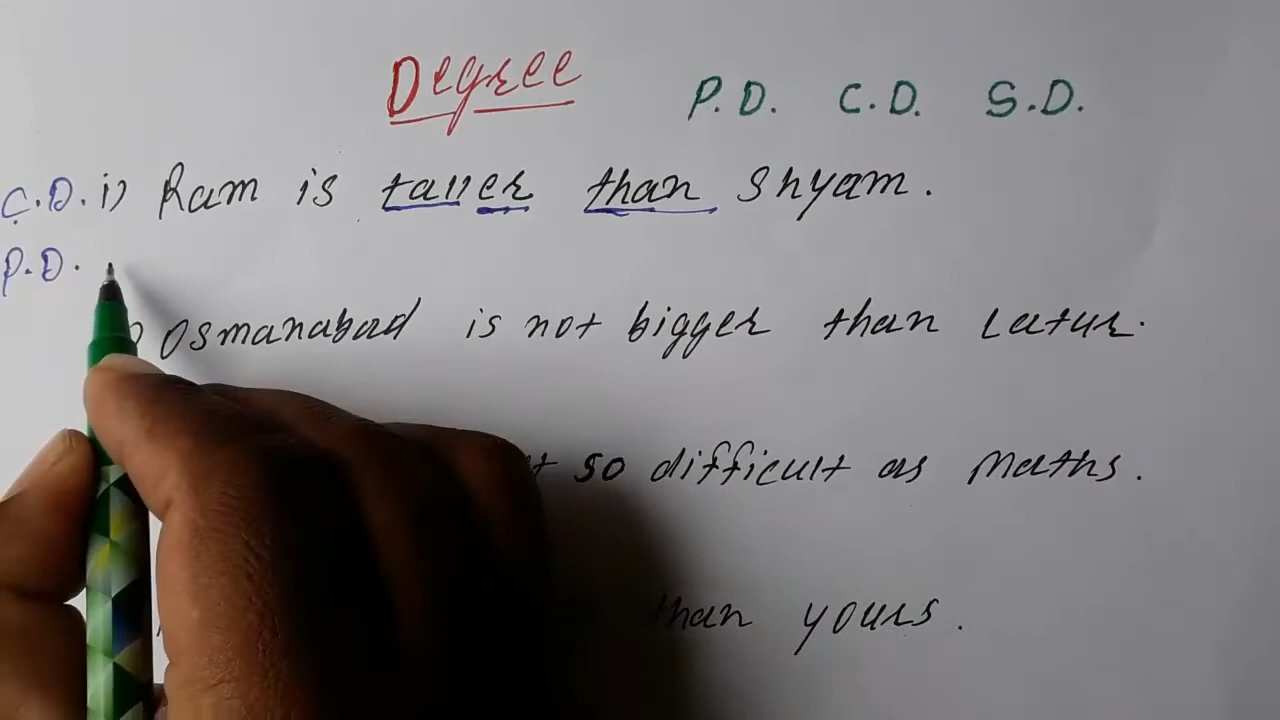 Degree P.D. C.D. S.D.
C.D. i) Ram is taller than Shyam.
P.D.
Osmanabad is not bigger than Latur.
so difficult as Maths.
than yours.